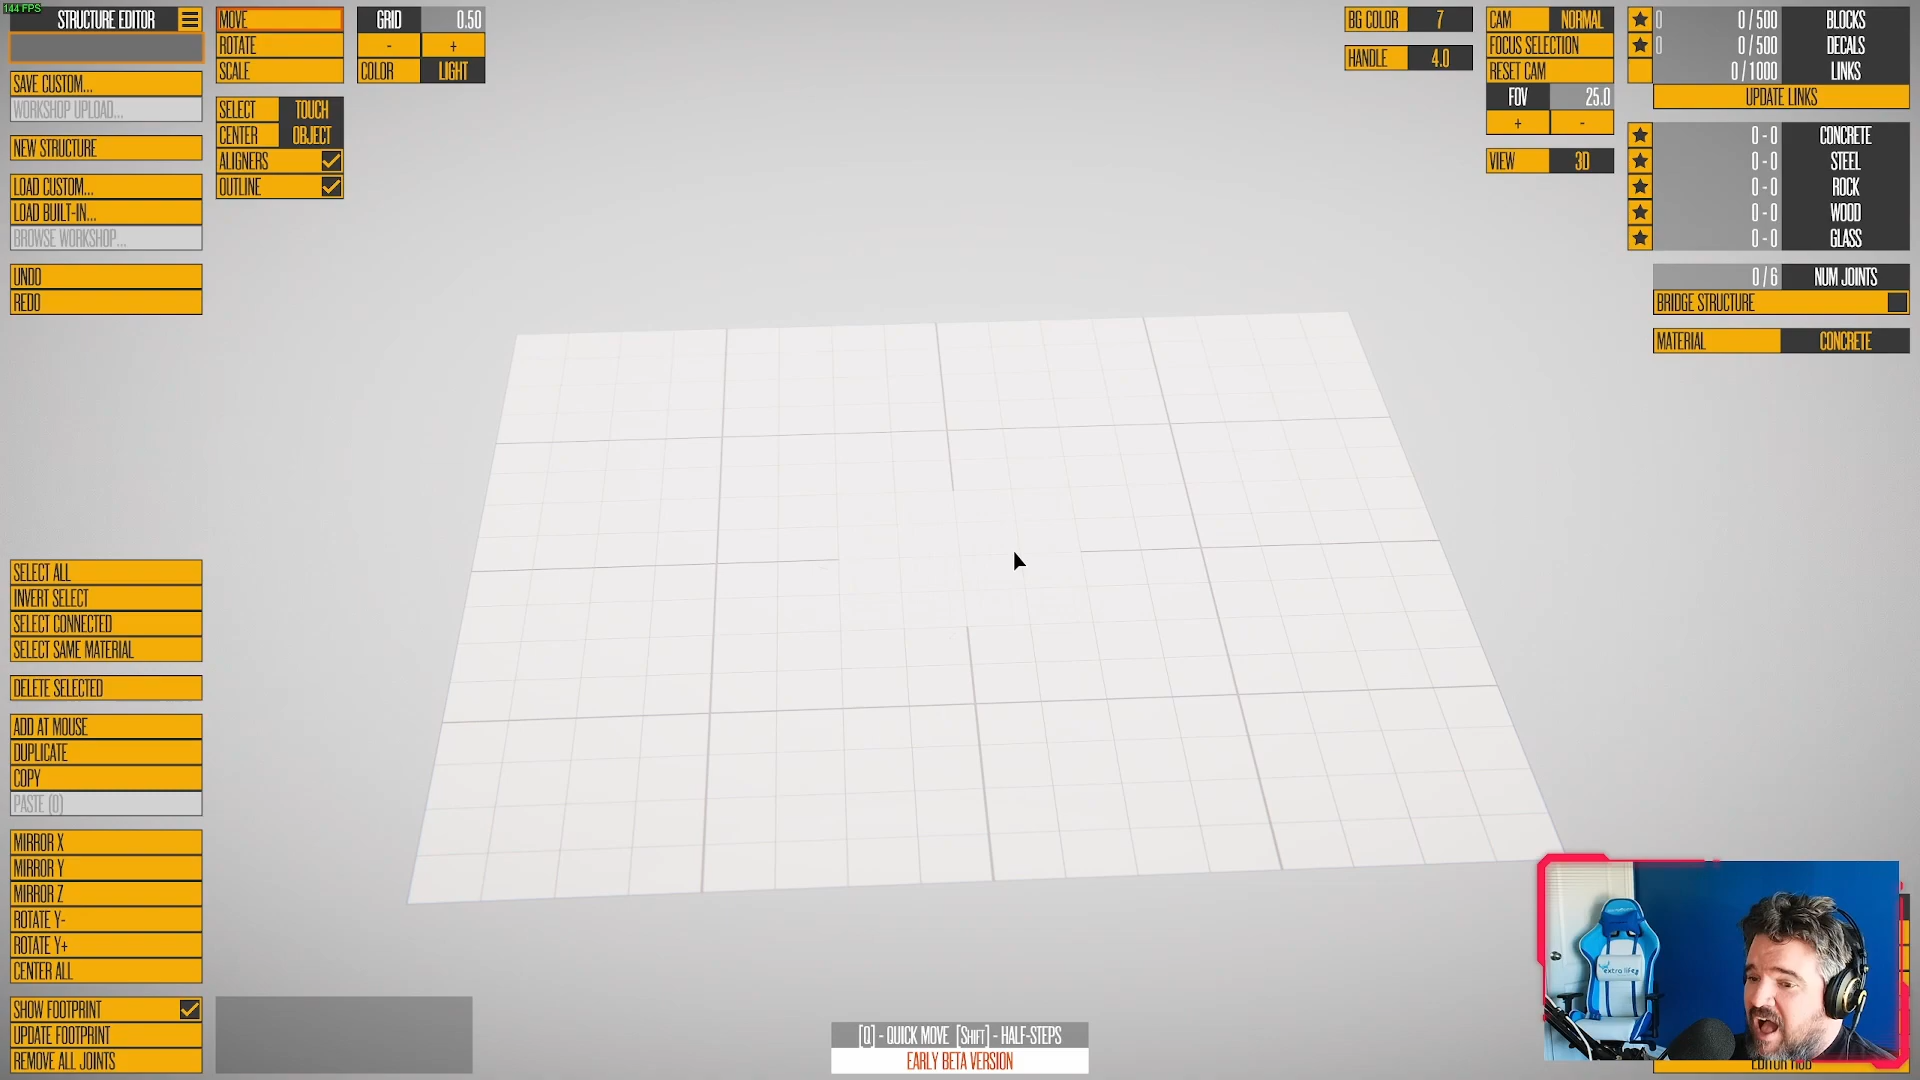 144 FPS
STRUCTURE EDITOR
SAVE CUSTOM...
WORKSHOP UPLOAD...
NEW STRUCTURE
LOAD CUSTOM...
LOAD BUILT-IN...
BROWSE WORKSHOP...
UNDO
REDO
SELECT ALL
INVERT SELECT
SELECT CONNECTED
SELECT SAME MATERIAL
DELETE SELECTED
ADD AT MOUSE
DUPLICATE
COPY
PASTE (0)
MIRROR X
MIRROR Y
MIRROR Z
ROTATE Y-
ROTATE Y+
CENTER ALL
SHOW FOOTPRINT
UPDATE FOOTPRINT
REMOVE ALL JOINTS
MOVE
ROTATE
SCALE
SELECT TOUCH
CENTER OBJECT
ALIGNERS
OUTLINE
GRID 0.50
- +
COLOR LIGHT
BG COLOR 7
HANDLE 4.0
CAM NORMAL
FOCUS SELECTION
RESET CAM
FOV 25.0
+ -
VIEW 3D
0 0 / 500 BLOCKS
0 0 / 500 DECALS
0 / 1000 LINKS
UPDATE LINKS
0 - 0 CONCRETE
0 - 0 STEEL
0 - 0 ROCK
0 - 0 WOOD
0 - 0 GLASS
0 / 6 NUM JOINTS
BRIDGE STRUCTURE
MATERIAL CONCRETE
[Q] - QUICK MOVE [SHIFT] - HALF-STEPS
EARLY BETA VERSION
extra life
EDITOR HUB